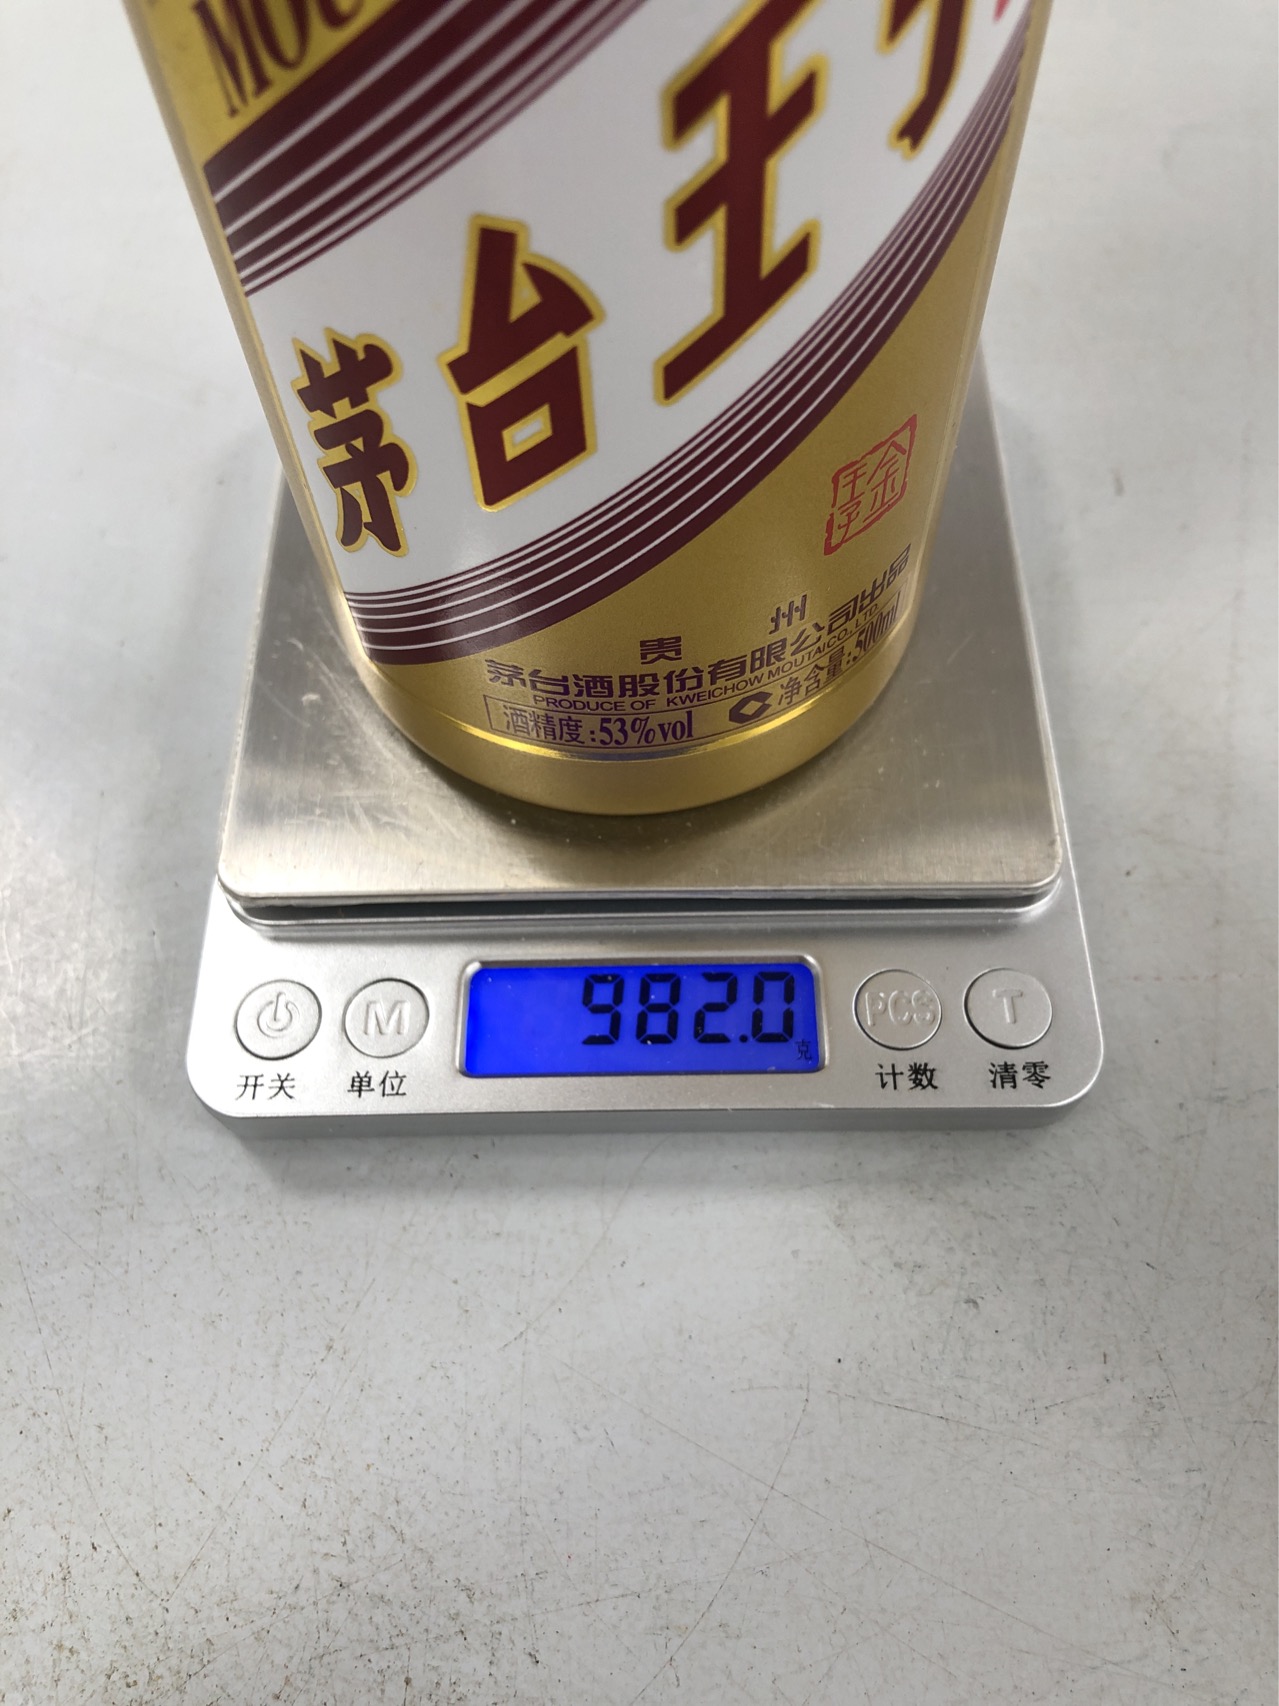 MOU
茅台王
金
王子
贵州
茅台酒股份有限公司出品
PRODUCE OF KWEICHOW MOUTAI CO., LTD.
酒精度:53%vol
净含量:500ml
982.0
克
M
PCS
T
开关
单位
计数
清零